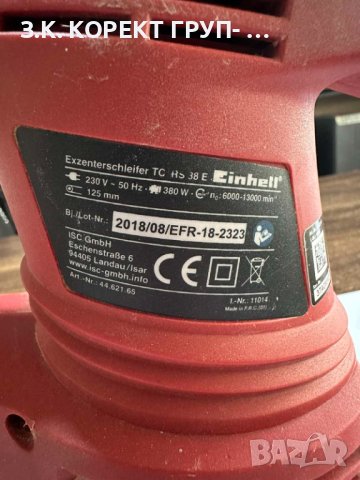 З.К. КОРЕКТ ГРУП- ...
Exzenterschleifer TC-RS 38 E
Einhell
230 V ~ 50 Hz · 380 W · n₀: 6000-13000 min⁻¹
125 mm
Bj./Lot-Nr.:
2018/08/EFR-18-2323
ISC GmbH
Eschenstraße 6
94405 Landau/Isar
www.isc-gmbh.info
Art.-Nr.: 44.621.65
CE
I.-Nr.: 11014
Made in P.R.C.
BAZAR